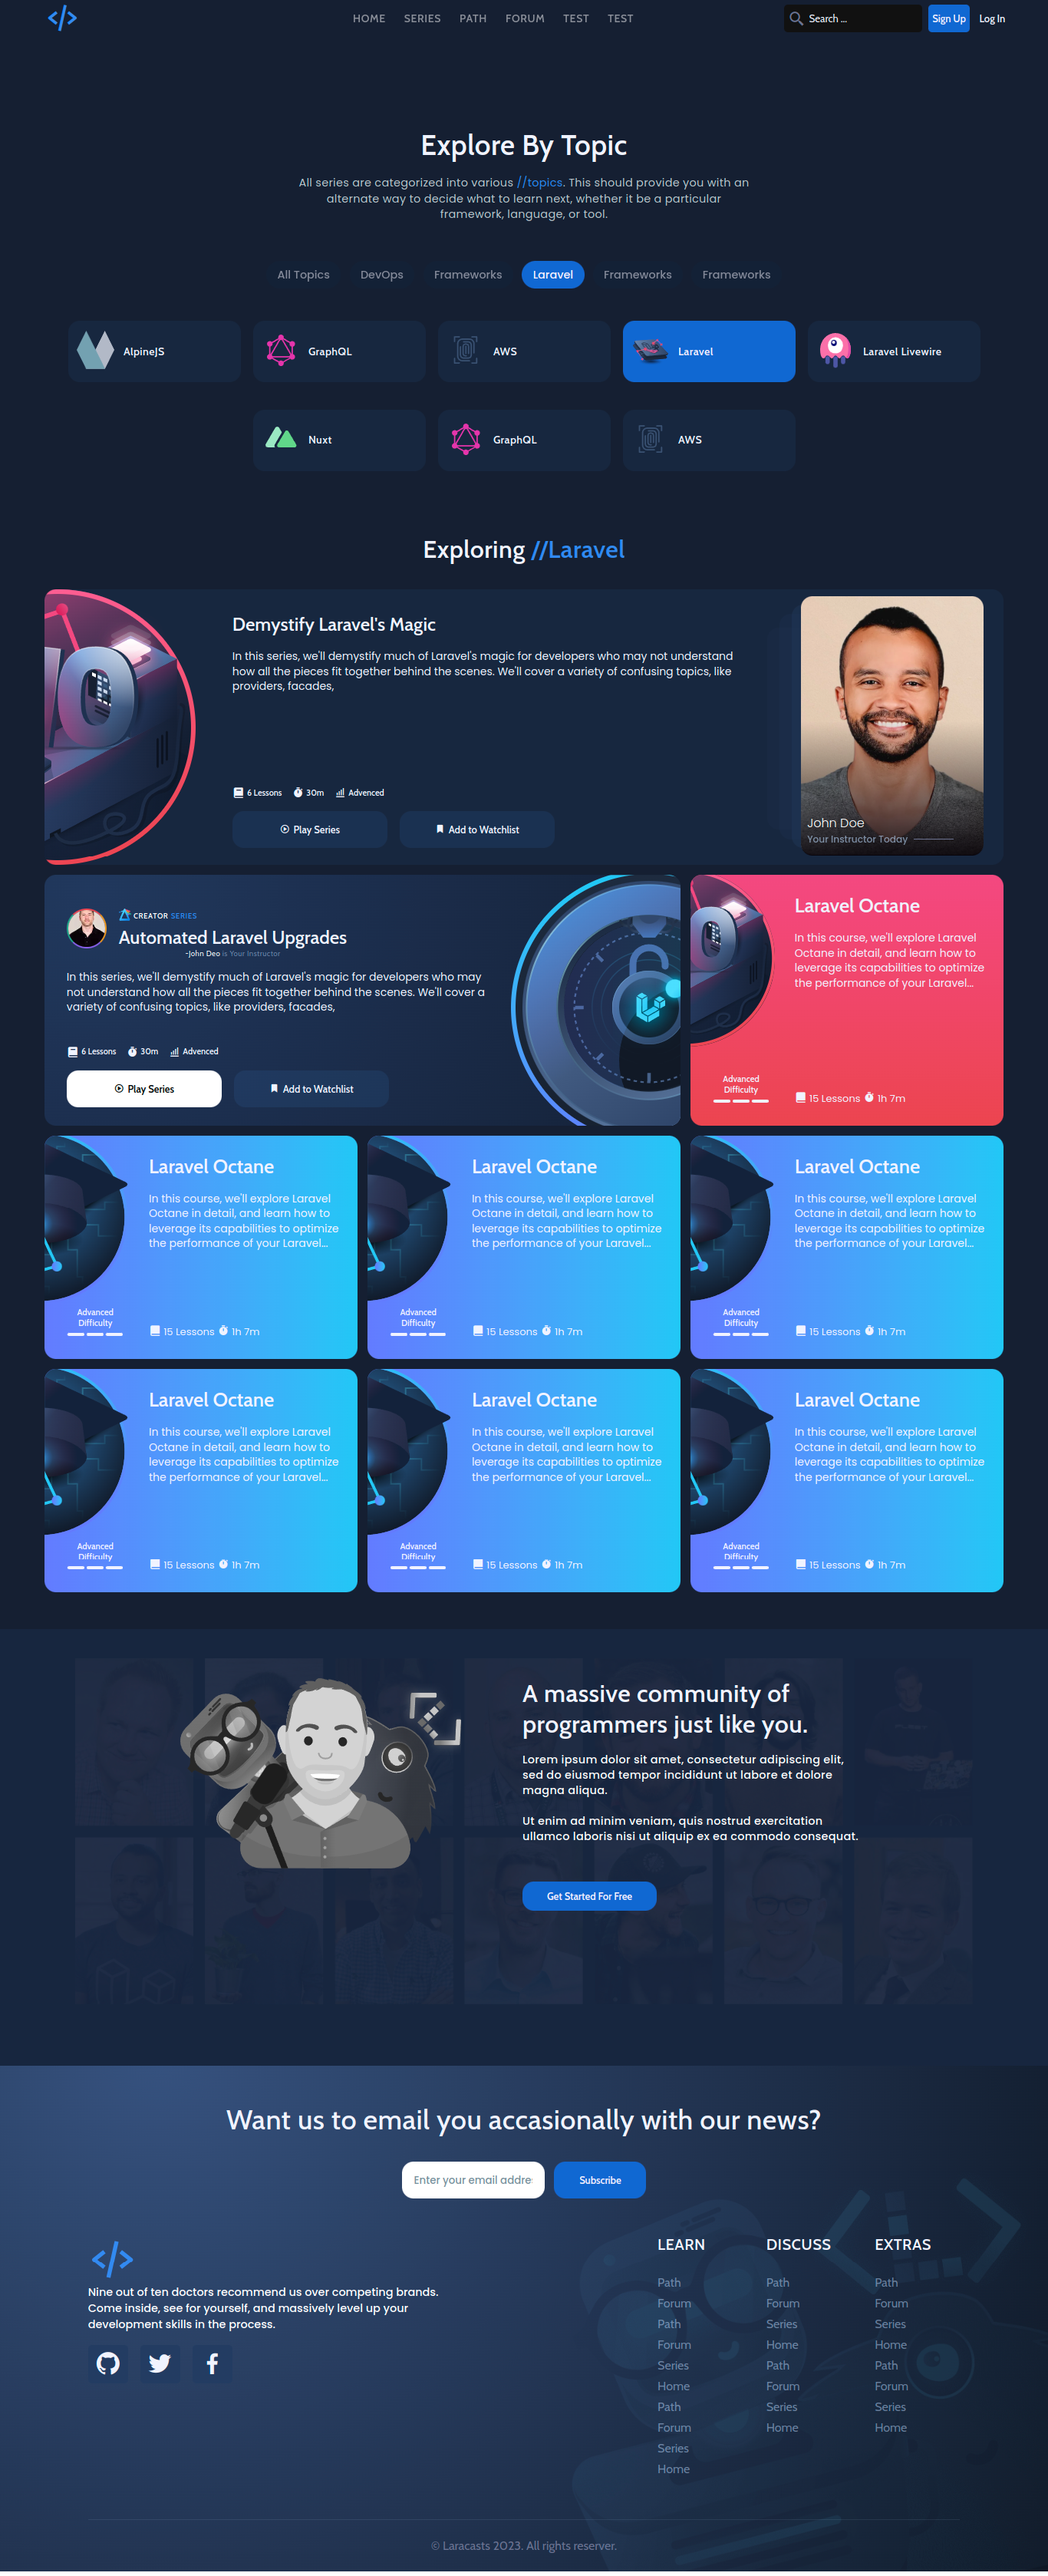 HOME SERIES PATH FORUM TEST TEST
Search ...
Sign Up
Log In
Explore By Topic
All series are categorized into various //topics. This should provide you with an
alternate way to decide what to learn next, whether it be a particular
framework, language, or tool.
All Topics DevOps Frameworks Laravel Frameworks Frameworks
AlpineJS GraphQL AWS Laravel Laravel Livewire
Nuxt GraphQL AWS
Exploring //Laravel
Demystify Laravel's Magic
In this series, we'll demystify much of Laravel's magic for developers who may not understand
how all the pieces fit together behind the scenes. We'll cover a variety of confusing topics, like
providers, facades,
6 Lessons 30m Advenced
Play Series Add to Watchlist
John Doe
Your Instructor Today
CREATOR SERIES
Automated Laravel Upgrades
-John Deo is Your Instructor
In this series, we'll demystify much of Laravel's magic for developers who may
not understand how all the pieces fit together behind the scenes. We'll cover a
variety of confusing topics, like providers, facades,
6 Lessons 30m Advenced
Play Series Add to Watchlist
Laravel Octane
In this course, we'll explore Laravel
Octane in detail, and learn how to
leverage its capabilities to optimize
the performance of your Laravel...
Advanced
Difficulty
15 Lessons 1h 7m
Laravel Octane
In this course, we'll explore Laravel
Octane in detail, and learn how to
leverage its capabilities to optimize
the performance of your Laravel...
Advanced
Difficulty
15 Lessons 1h 7m
Laravel Octane
In this course, we'll explore Laravel
Octane in detail, and learn how to
leverage its capabilities to optimize
the performance of your Laravel...
Advanced
Difficulty
15 Lessons 1h 7m
Laravel Octane
In this course, we'll explore Laravel
Octane in detail, and learn how to
leverage its capabilities to optimize
the performance of your Laravel...
Advanced
Difficulty
15 Lessons 1h 7m
Laravel Octane
In this course, we'll explore Laravel
Octane in detail, and learn how to
leverage its capabilities to optimize
the performance of your Laravel...
Advanced
Difficulty
15 Lessons 1h 7m
Laravel Octane
In this course, we'll explore Laravel
Octane in detail, and learn how to
leverage its capabilities to optimize
the performance of your Laravel...
Advanced
Difficulty
15 Lessons 1h 7m
Laravel Octane
In this course, we'll explore Laravel
Octane in detail, and learn how to
leverage its capabilities to optimize
the performance of your Laravel...
Advanced
Difficulty
15 Lessons 1h 7m
A massive community of
programmers just like you.
Lorem ipsum dolor sit amet, consectetur adipiscing elit,
sed do eiusmod tempor incididunt ut labore et dolore
magna aliqua.
Ut enim ad minim veniam, quis nostrud exercitation
ullamco laboris nisi ut aliquip ex ea commodo consequat.
Get Started For Free
Want us to email you accasionally with our news?
Enter your email addre
Subscribe
Nine out of ten doctors recommend us over competing brands.
Come inside, see for yourself, and massively level up your
development skills in the process.
LEARN
Path
Forum
Path
Forum
Series
Home
Path
Forum
Series
Home
DISCUSS
Path
Forum
Series
Home
Path
Forum
Series
Home
EXTRAS
Path
Forum
Series
Home
Path
Forum
Series
Home
© Laracasts 2023. All rights reserver.